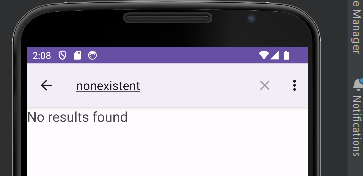 2:08
nonexistent
No results found
e Manager
Notifications